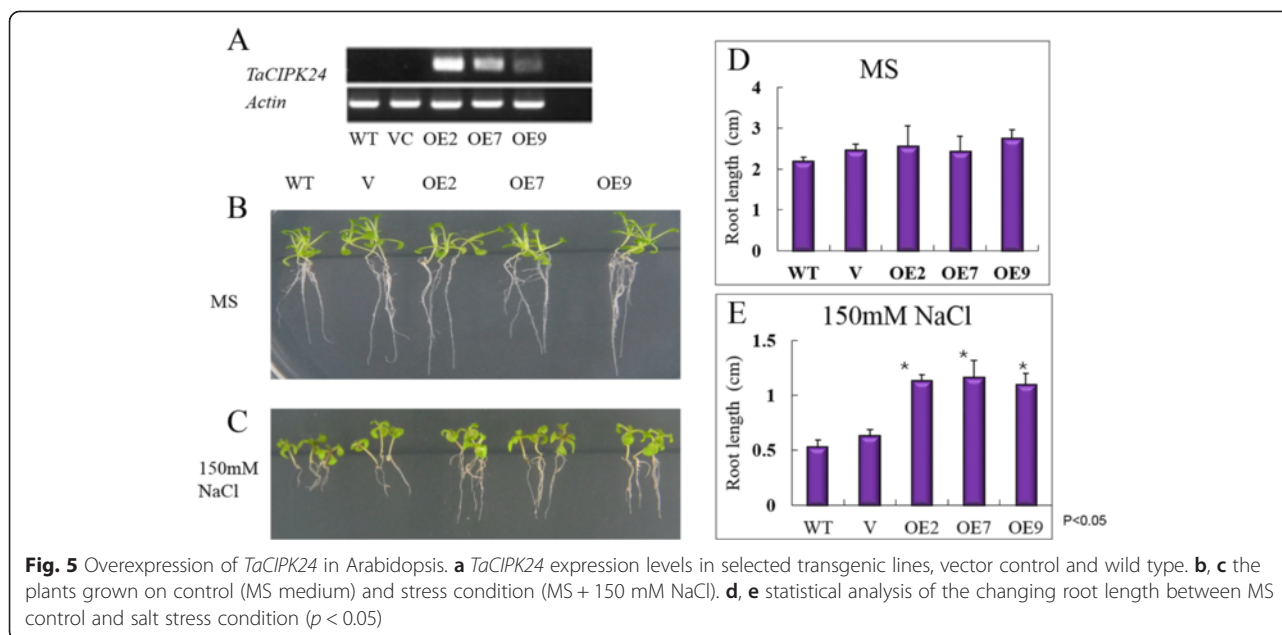 A
TaCIPK24
Actin
WT VC OE2 OE7 OE9
WT V OE2 OE7 OE9
B
MS
C
150mM
NaCl
D
MS
Root length (cm)
4
3
2
1
0
WT V OE2 OE7 OE9
E
150mM NaCl
Root length (cm)
1.5
1
0.5
0
* * *
WT V OE2 OE7 OE9
P<0.05
Fig. 5 Overexpression of TaCIPK24 in Arabidopsis. a TaCIPK24 expression levels in selected transgenic lines, vector control and wild type. b, c the
plants grown on control (MS medium) and stress condition (MS + 150 mM NaCl). d, e statistical analysis of the changing root length between MS
control and salt stress condition (p < 0.05)